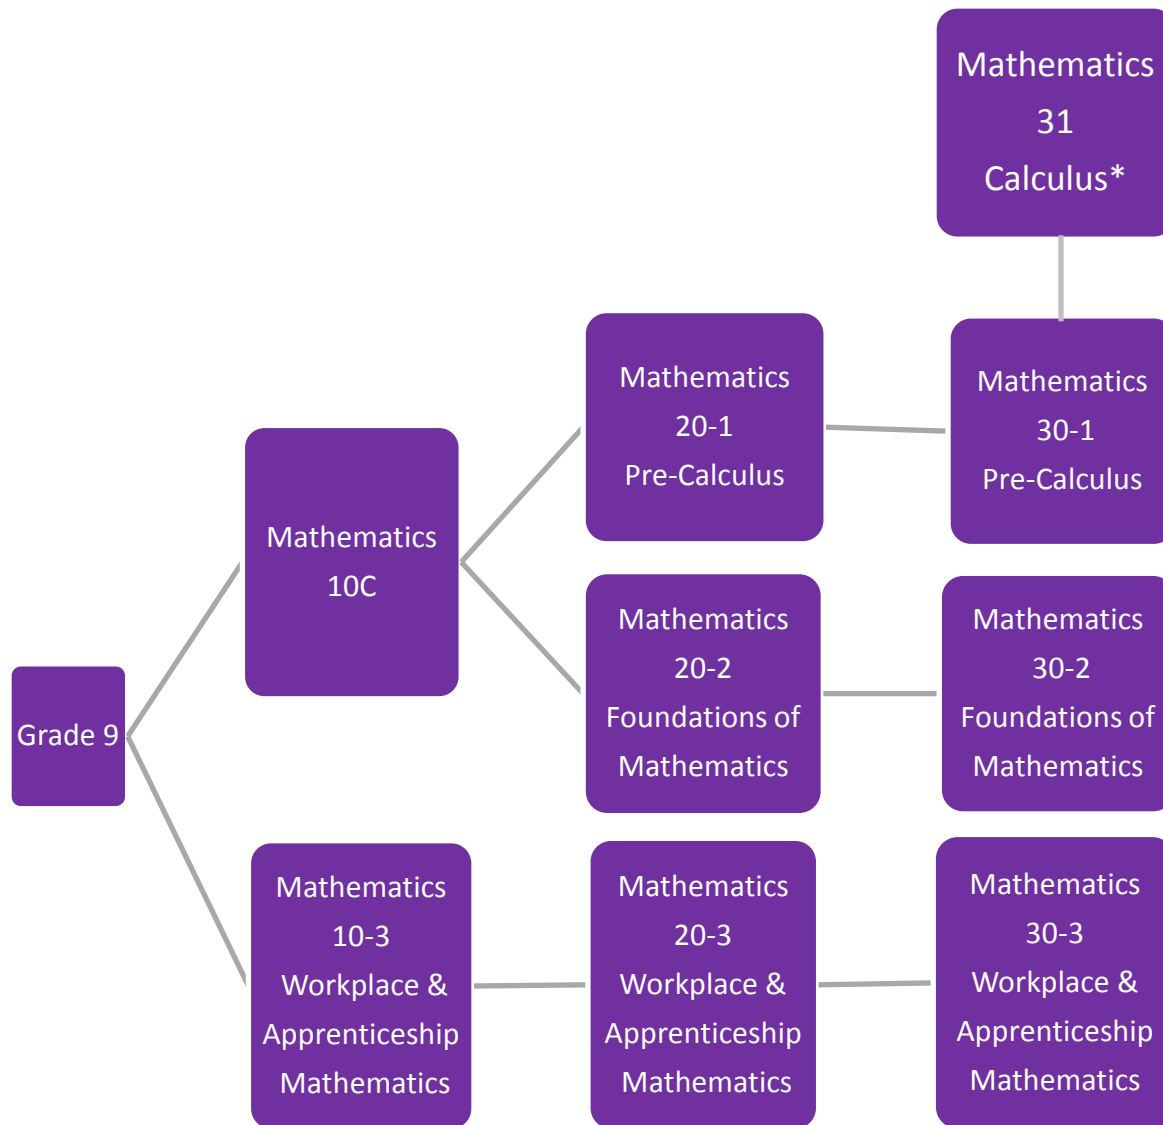 Mathematics
31
Calculus*
Mathematics
20-1
Pre-Calculus
Mathematics
30-1
Pre-Calculus
Mathematics
10C
Mathematics
20-2
Foundations of
Mathematics
Mathematics
30-2
Foundations of
Mathematics
Grade 9
Mathematics
10-3
Workplace &
Apprenticeship
Mathematics
Mathematics
20-3
Workplace &
Apprenticeship
Mathematics
Mathematics
30-3
Workplace &
Apprenticeship
Mathematics